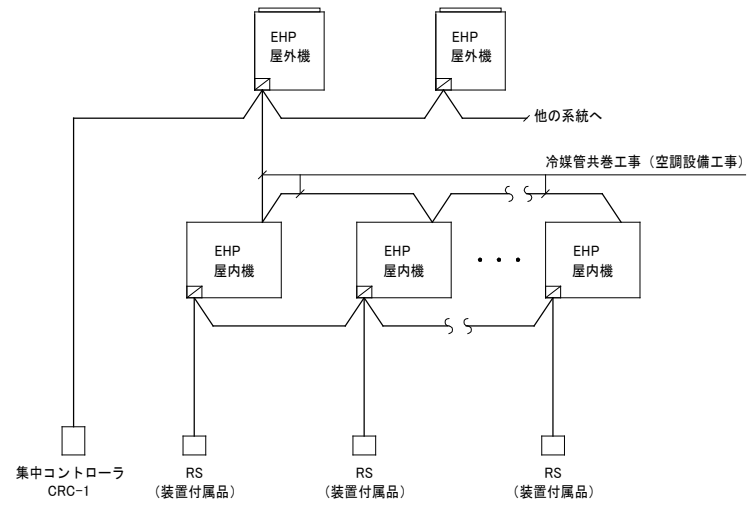 EHP
屋外機
EHP
屋外機
他の系統へ
冷媒管共巻工事（空調設備工事）
EHP
屋内機
EHP
屋内機
・・・
EHP
屋内機
集中コントローラ
CRC-1
RS
（装置付属品）
RS
（装置付属品）
RS
（装置付属品）